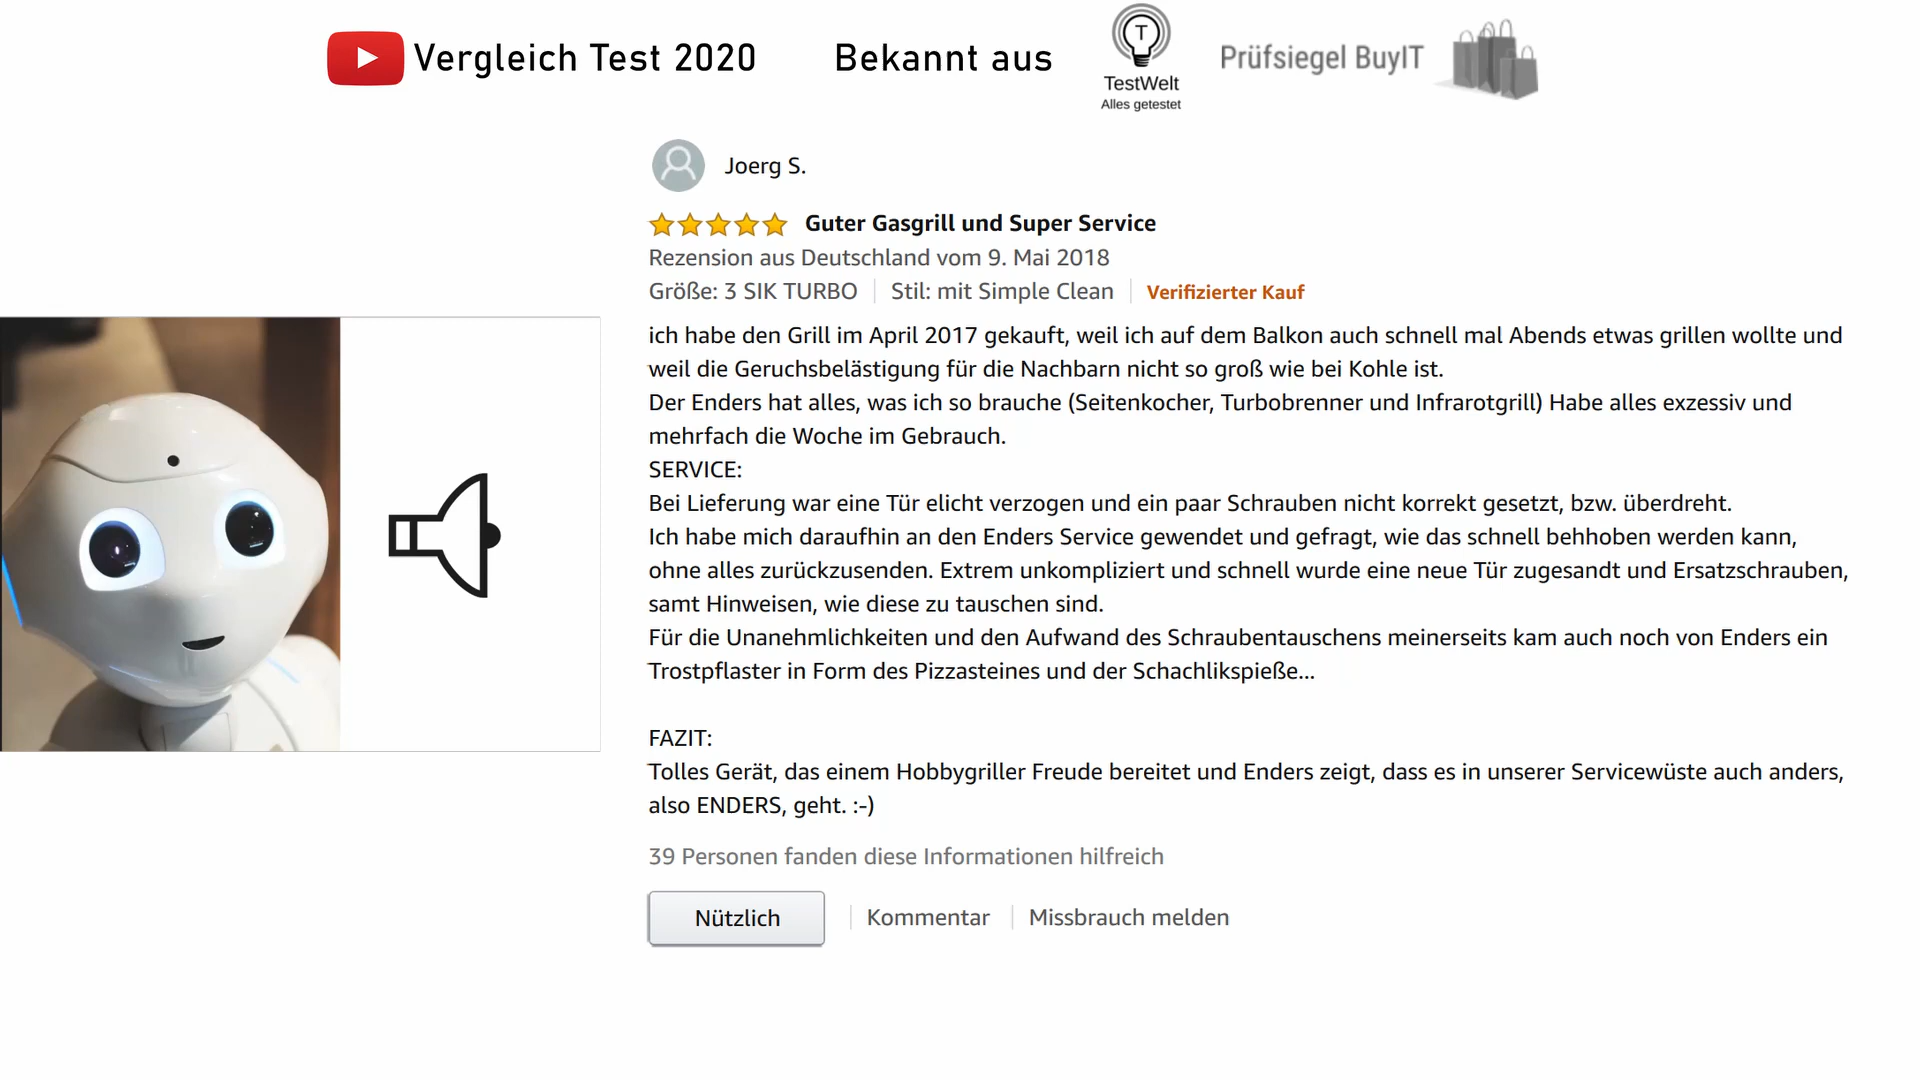 Vergleich Test 2020
Bekannt aus
T
TestWelt
Alles getestet
Prüfsiegel BuyIT
Joerg S.
Guter Gasgrill und Super Service
Rezension aus Deutschland vom 9. Mai 2018
Größe: 3 SIK TURBO | Stil: mit Simple Clean | Verifizierter Kauf
ich habe den Grill im April 2017 gekauft, weil ich auf dem Balkon auch schnell mal Abends etwas grillen wollte und
weil die Geruchsbelästigung für die Nachbarn nicht so groß wie bei Kohle ist.
Der Enders hat alles, was ich so brauche (Seitenkocher, Turbobrenner und Infrarotgrill) Habe alles exzessiv und
mehrfach die Woche im Gebrauch.
SERVICE:
Bei Lieferung war eine Tür elicht verzogen und ein paar Schrauben nicht korrekt gesetzt, bzw. überdreht.
Ich habe mich daraufhin an den Enders Service gewendet und gefragt, wie das schnell behhoben werden kann,
ohne alles zurückzusenden. Extrem unkompliziert und schnell wurde eine neue Tür zugesandt und Ersatzschrauben,
samt Hinweisen, wie diese zu tauschen sind.
Für die Unanehmlichkeiten und den Aufwand des Schraubentauschens meinerseits kam auch noch von Enders ein
Trostpflaster in Form des Pizzasteines und der Schachlikspieße...
FAZIT:
Tolles Gerät, das einem Hobbygriller Freude bereitet und Enders zeigt, dass es in unserer Servicewüste auch anders,
also ENDERS, geht. :-)
39 Personen fanden diese Informationen hilfreich
Nützlich | Kommentar | Missbrauch melden